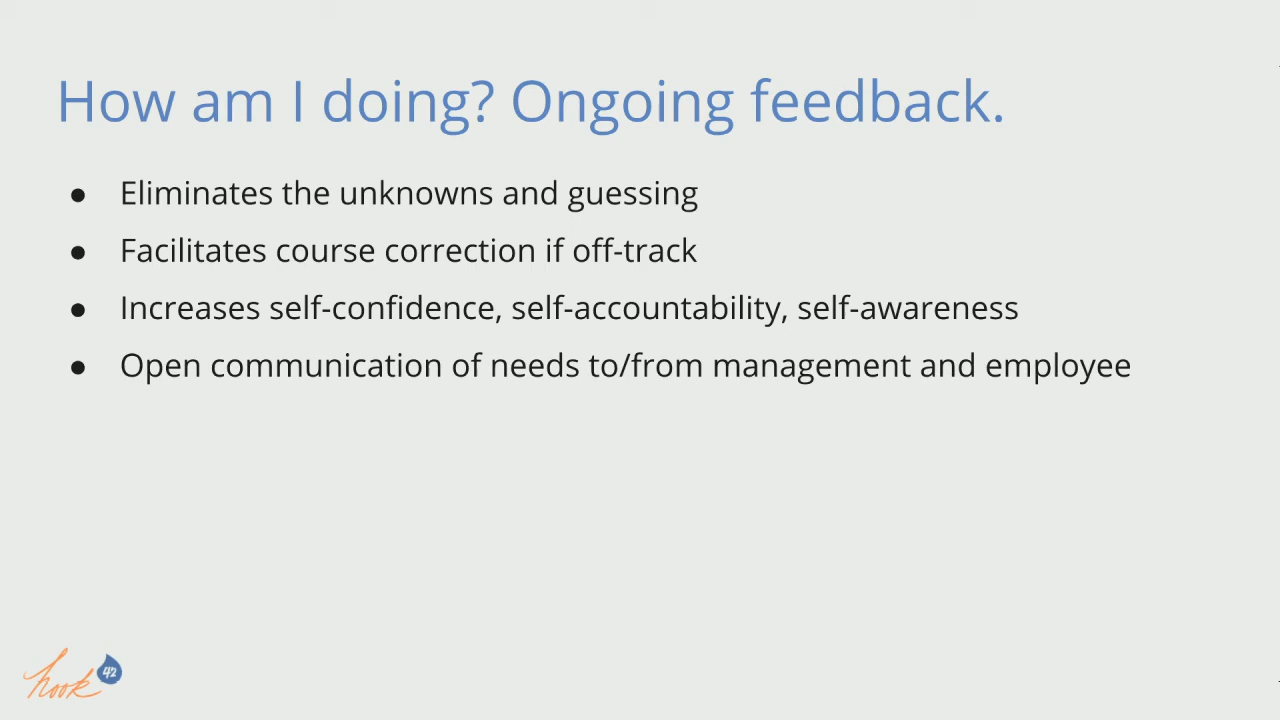 How am I doing? Ongoing feedback.
● Eliminates the unknowns and guessing
● Facilitates course correction if off-track
● Increases self-confidence, self-accountability, self-awareness
● Open communication of needs to/from management and employee
hook 42